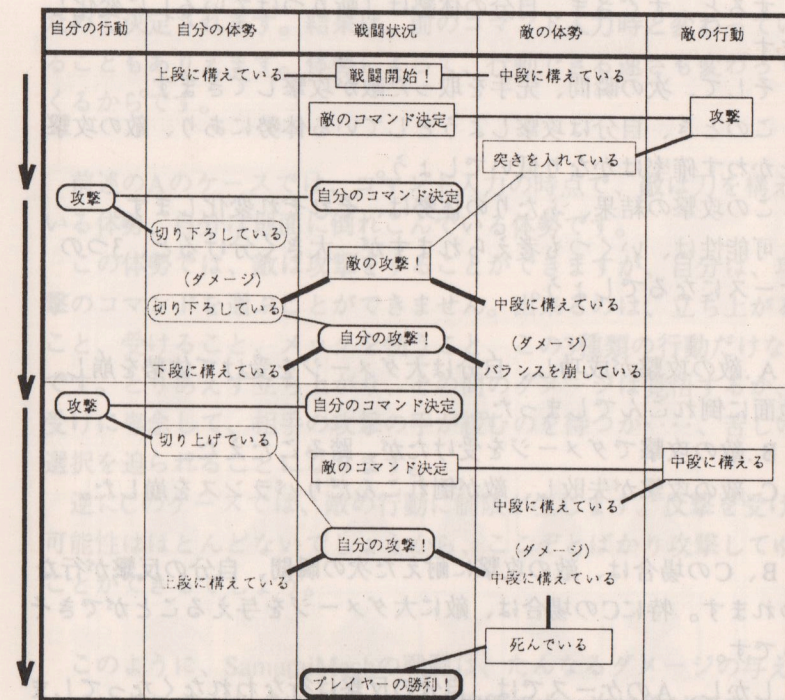 自分の行動 自分の体勢 戦闘状況 敵の体勢 敵の行動
上段に構えている 戦闘開始！ 中段に構えている
敵のコマンド決定 攻撃
突きを入れている
攻撃 自分のコマンド決定
切り下ろしている
(ダメージ) 敵の攻撃！
切り下ろしている 中段に構えている
自分の攻撃！ (ダメージ)
下段に構えている バランスを崩している
攻撃 自分のコマンド決定
切り上げている
敵のコマンド決定 中段に構える
中段に構えている
自分の攻撃！ (ダメージ)
上段に構えている 中段に構えている
死んでいる
プレイヤーの勝利！